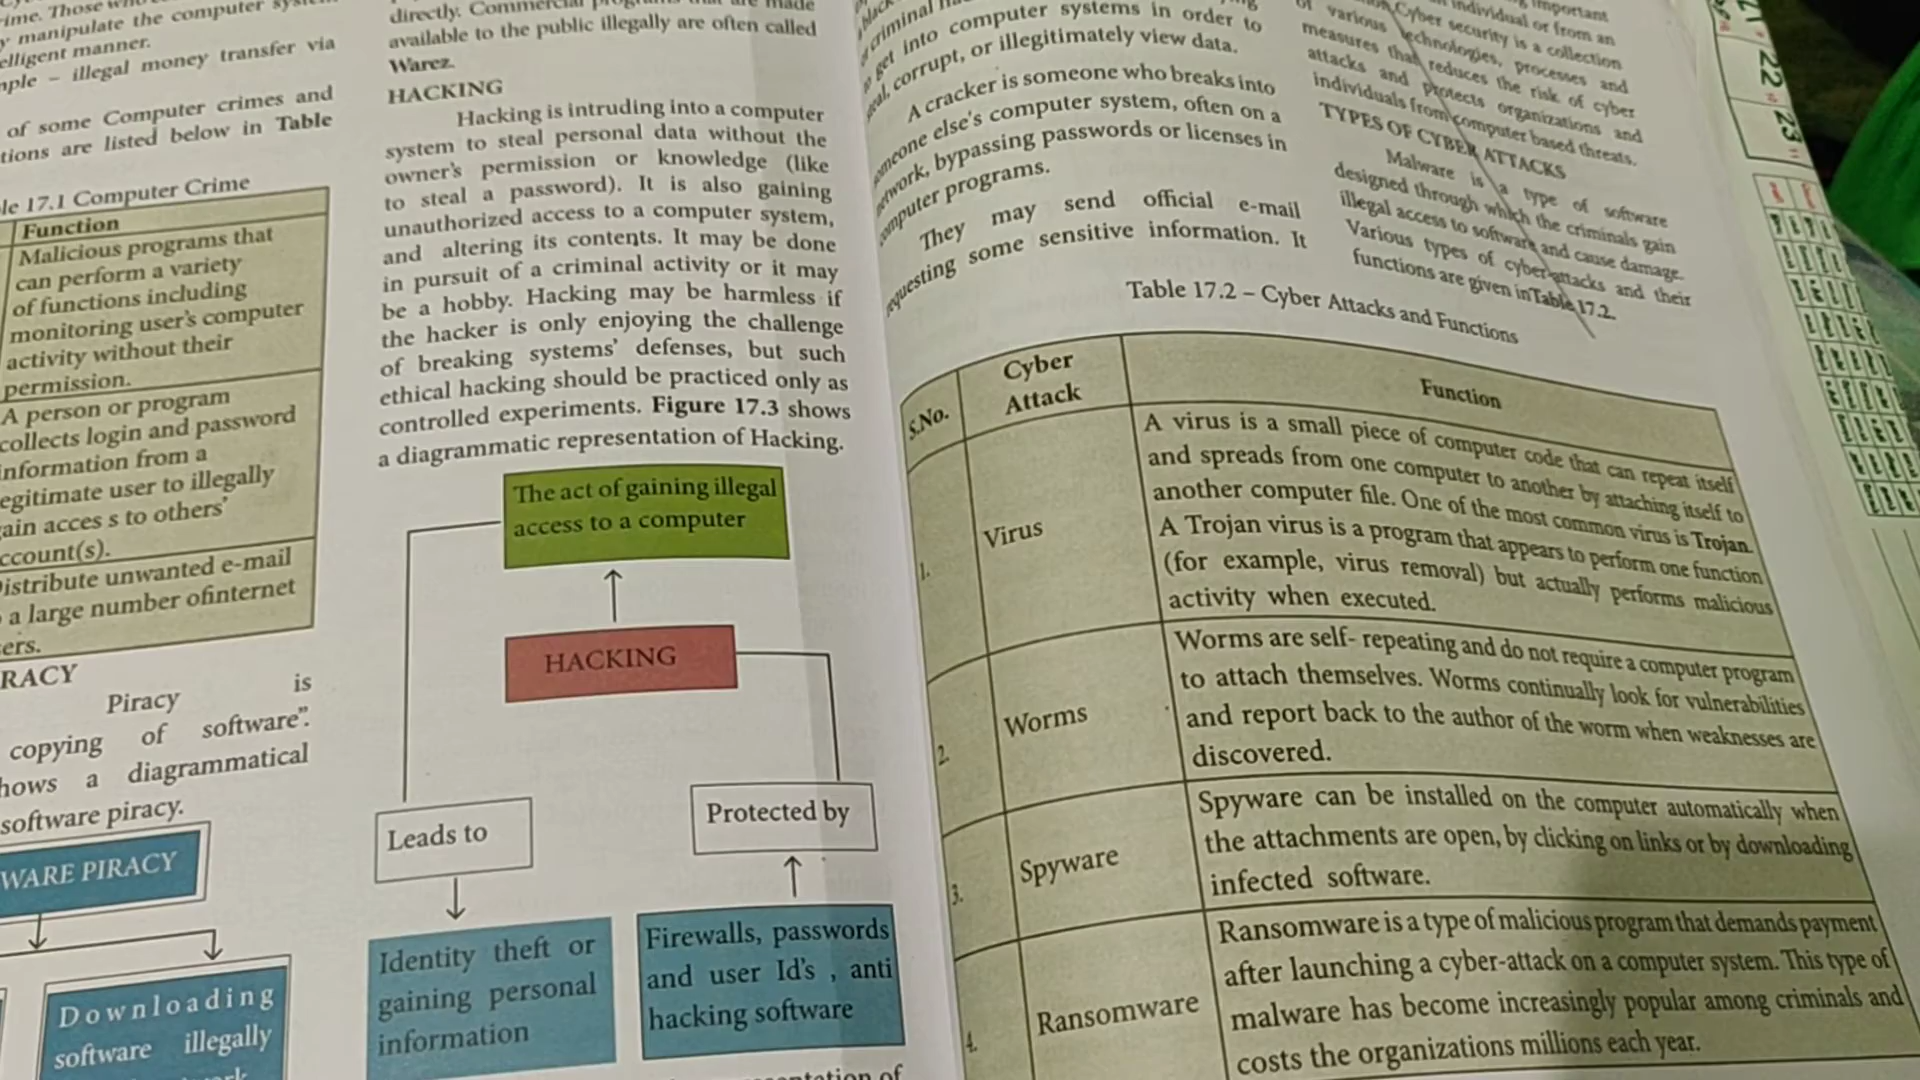 manipulate the computer
elligent manner.
– illegal money transfer via
of some Computer crimes and
tions are listed below in Table
17.1 Computer Crime
Function
Malicious programs that
can perform a variety
of functions including
monitoring user's computer
activity without their
permission.
A person or program
collects login and password
nformation from a
egitimate user to illegally
ain acces s to others'
ccount(s).
istribute unwanted e-mail
a large number ofinternet
ers.
RACY
Piracy is
copying of software”.
hows a diagrammatical
software piracy.
WARE PIRACY
Downloading
software illegally
directly.
available to the public illegally are often called
Warez.
HACKING
Hacking is intruding into a computer
system to steal personal data without the
owner's permission or knowledge (like
to steal a password). It is also gaining
unauthorized access to a computer system,
and altering its contents. It may be done
in pursuit of a criminal activity or it may
be a hobby. Hacking may be harmless if
the hacker is only enjoying the challenge
of breaking systems' defenses, but such
ethical hacking should be practiced only as
controlled experiments. Figure 17.3 shows
a diagrammatic representation of Hacking.
The act of gaining illegal
access to a computer
HACKING
Leads to
Protected by
Identity theft or
gaining personal
information
Firewalls, passwords
and user Id's , anti
hacking software
of
criminal
get into computer systems in order to
corrupt, or illegitimately view data.
A cracker is someone who breaks into
omeone else's computer system, often on a
etwork, bypassing passwords or licenses in
omputer programs.
They may send official e-mail
equesting some sensitive information. It
important
individual or from an
Cyber security is a collection
of various technologies, processes and
measures that reduces the risk of cyber
attacks and protects organizations and
individuals from computer based threats.
TYPES OF CYBER ATTACKS
Malware is a type of software
designed through which the criminals gain
illegal access to software and cause damage.
Various types of cyber-attacks and their
functions are given inTable 17.2.
Table 17.2 – Cyber Attacks and Functions
S.No. Cyber Attack Function
1. Virus
A virus is a small piece of computer code that can repeat itself
and spreads from one computer to another by attaching itself to
another computer file. One of the most common virus is Trojan.
A Trojan virus is a program that appears to perform one function
(for example, virus removal) but actually performs malicious
activity when executed.
2. Worms
Worms are self- repeating and do not require a computer program
to attach themselves. Worms continually look for vulnerabilities
and report back to the author of the worm when weaknesses are
discovered.
3. Spyware
Spyware can be installed on the computer automatically when
the attachments are open, by clicking on links or by downloading
infected software.
4. Ransomware
Ransomware is a type of malicious program that demands payment
after launching a cyber-attack on a computer system. This type of
malware has become increasingly popular among criminals and
costs the organizations millions each year.
22
23